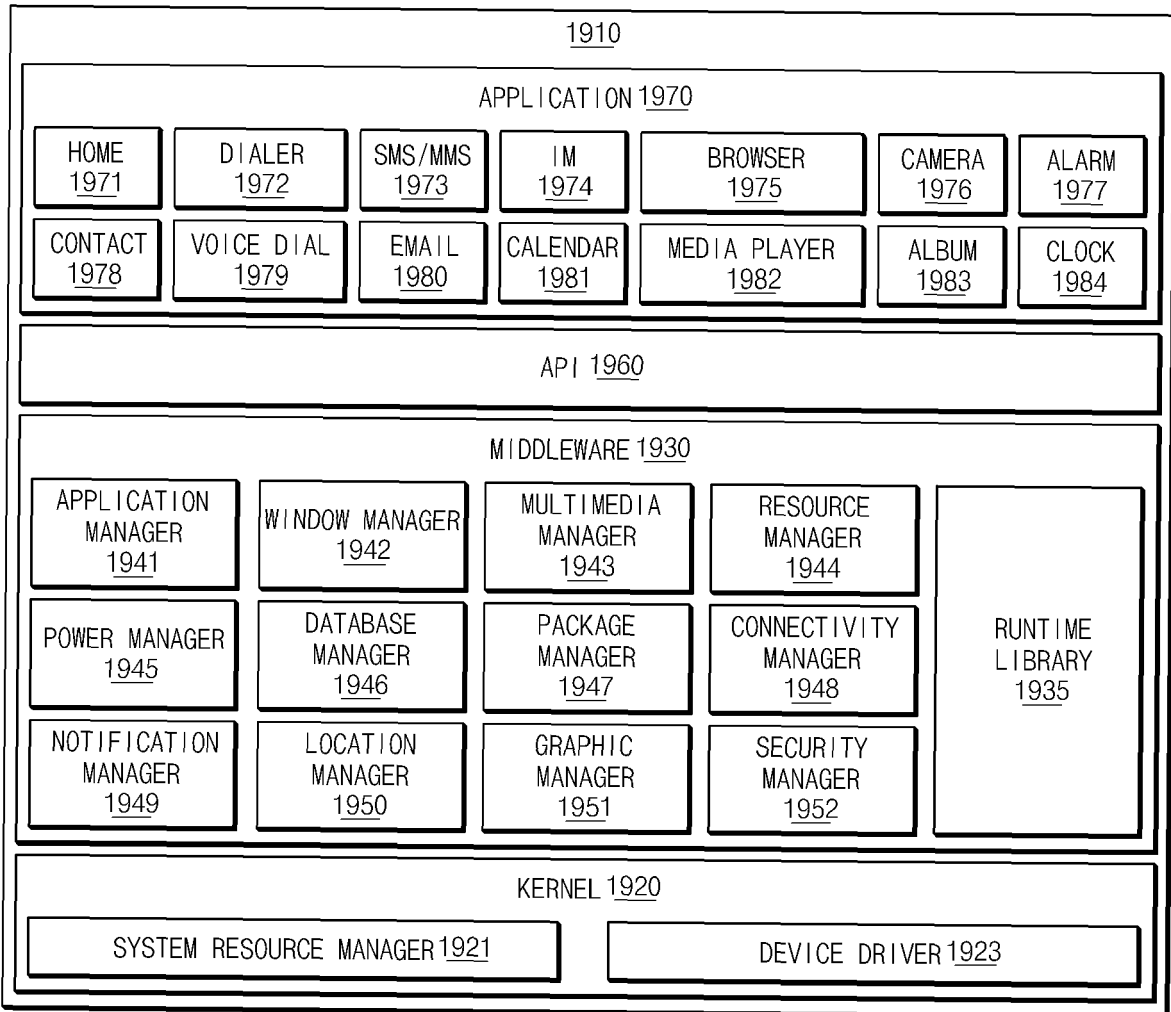 1910
APPLICATION 1970
HOME
1971
DIALER
1972
SMS/MMS
1973
IM
1974
BROWSER
1975
CAMERA
1976
ALARM
1977
CONTACT
1978
VOICE DIAL
1979
EMAIL
1980
CALENDAR
1981
MEDIA PLAYER
1982
ALBUM
1983
CLOCK
1984
API 1960
MIDDLEWARE 1930
APPLICATION
MANAGER
1941
WINDOW MANAGER
1942
MULTIMEDIA
MANAGER
1943
RESOURCE
MANAGER
1944
POWER MANAGER
1945
DATABASE
MANAGER
1946
PACKAGE
MANAGER
1947
CONNECTIVITY
MANAGER
1948
RUNTIME
LIBRARY
1935
NOTIFICATION
MANAGER
1949
LOCATION
MANAGER
1950
GRAPHIC
MANAGER
1951
SECURITY
MANAGER
1952
KERNEL 1920
SYSTEM RESOURCE MANAGER 1921
DEVICE DRIVER 1923